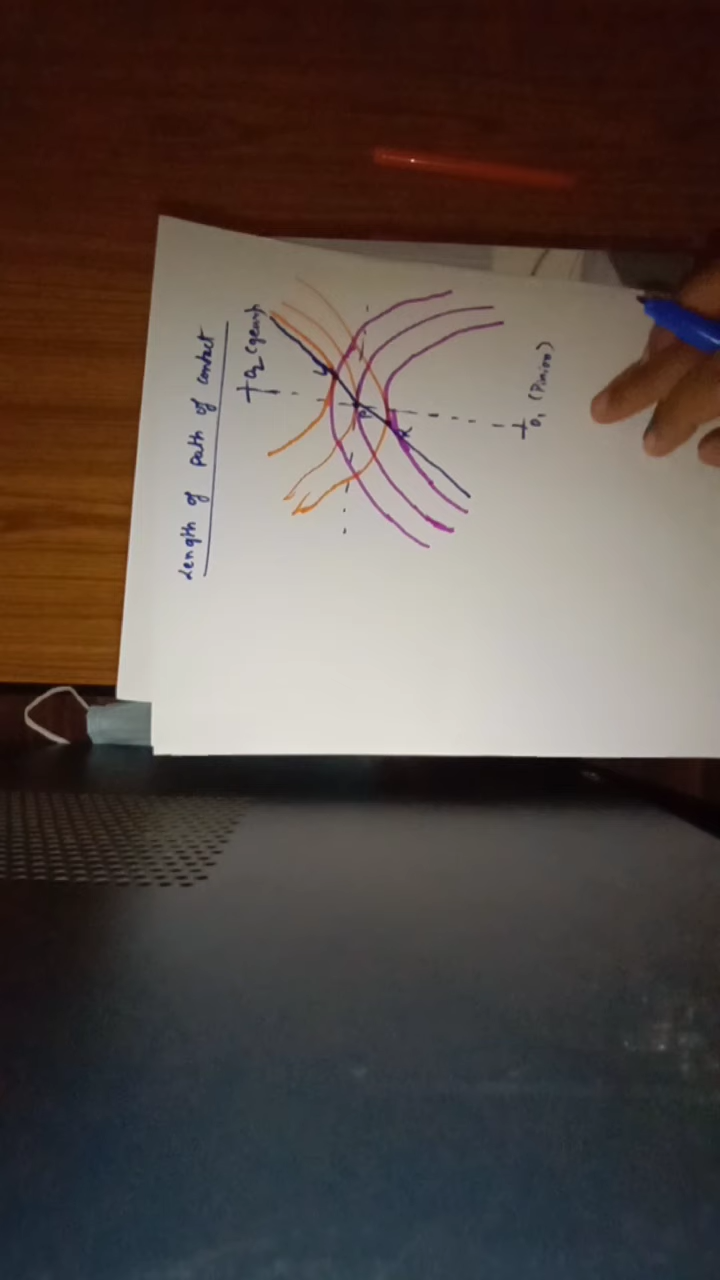 Length of path of contact
O2 (gear)
L
P
K
O1 (Pinion)